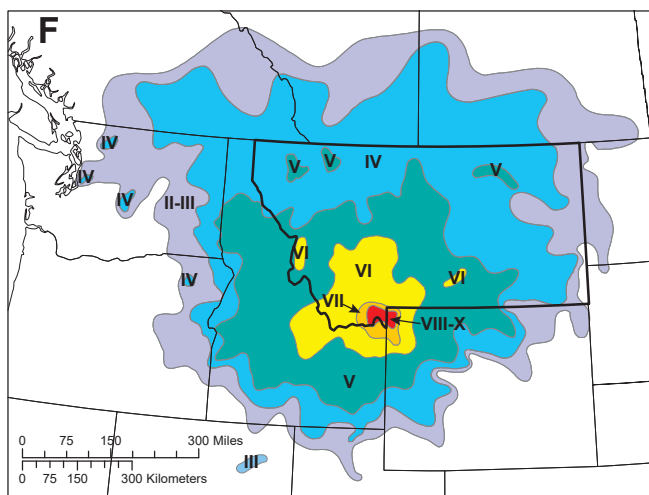 F
IV
V
V
IV
V
IV
IV
II-III
VI
VI
VI
IV
VII
VIII-X
V
0 75 150 300 Miles
0 75 150 300 Kilometers
III